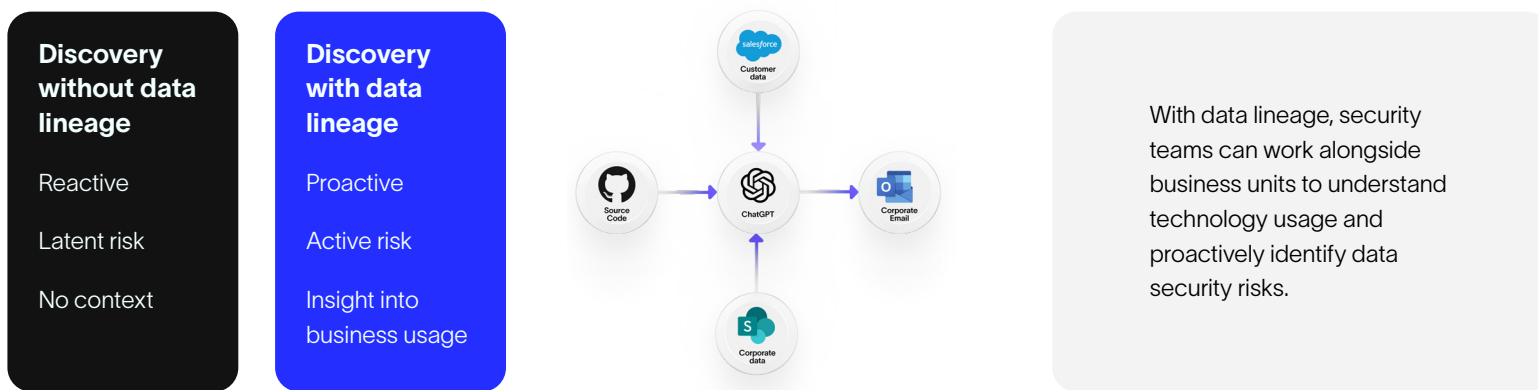 Discovery
without data
lineage
Reactive
Latent risk
No context
Discovery
with data
lineage
Proactive
Active risk
Insight into
business usage
salesforce
Customer
data
Source
Code
ChatGPT
O
Corporate
Email
S
Corporate
data
With data lineage, security
teams can work alongside
business units to understand
technology usage and
proactively identify data
security risks.